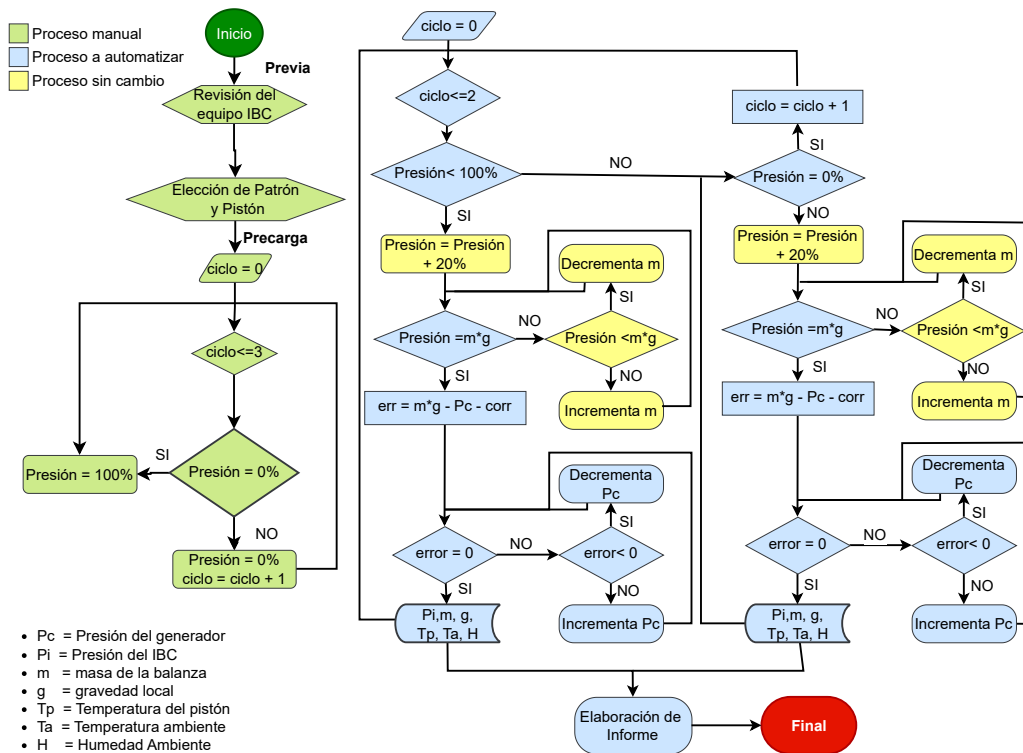 Proceso manual
Proceso a automatizar
Proceso sin cambio
Inicio
Previa
Revisión del
equipo IBC
Elección de Patrón
y Pistón
Precarga
ciclo = 0
ciclo<=3
Presión = 0%
SI
Presión = 100%
NO
Presión = 0%
ciclo = ciclo + 1
ciclo = 0
ciclo<=2
Presión< 100%
NO
SI
Presión = Presión
+ 20%
Decrementa m
SI
Presión =m*g
NO
Presión <m*g
SI
NO
err = m*g - Pc - corr
Incrementa m
Decrementa
Pc
SI
error = 0
NO
error< 0
SI
NO
Pi,m, g,
Tp, Ta, H
Incrementa Pc
ciclo = ciclo + 1
SI
Presión = 0%
NO
Presión = Presión
+ 20%
Decrementa m
SI
Presión =m*g
NO
Presión <m*g
SI
NO
err = m*g - Pc - corr
Incrementa m
Decrementa
Pc
SI
error = 0
NO
error< 0
SI
NO
Pi,m, g,
Tp, Ta, H
Incrementa Pc
Elaboración de
Informe
Final
• Pc = Presión del generador
• Pi = Presión del IBC
• m = masa de la balanza
• g = gravedad local
• Tp = Temperatura del pistón
• Ta = Temperatura ambiente
• H = Humedad Ambiente